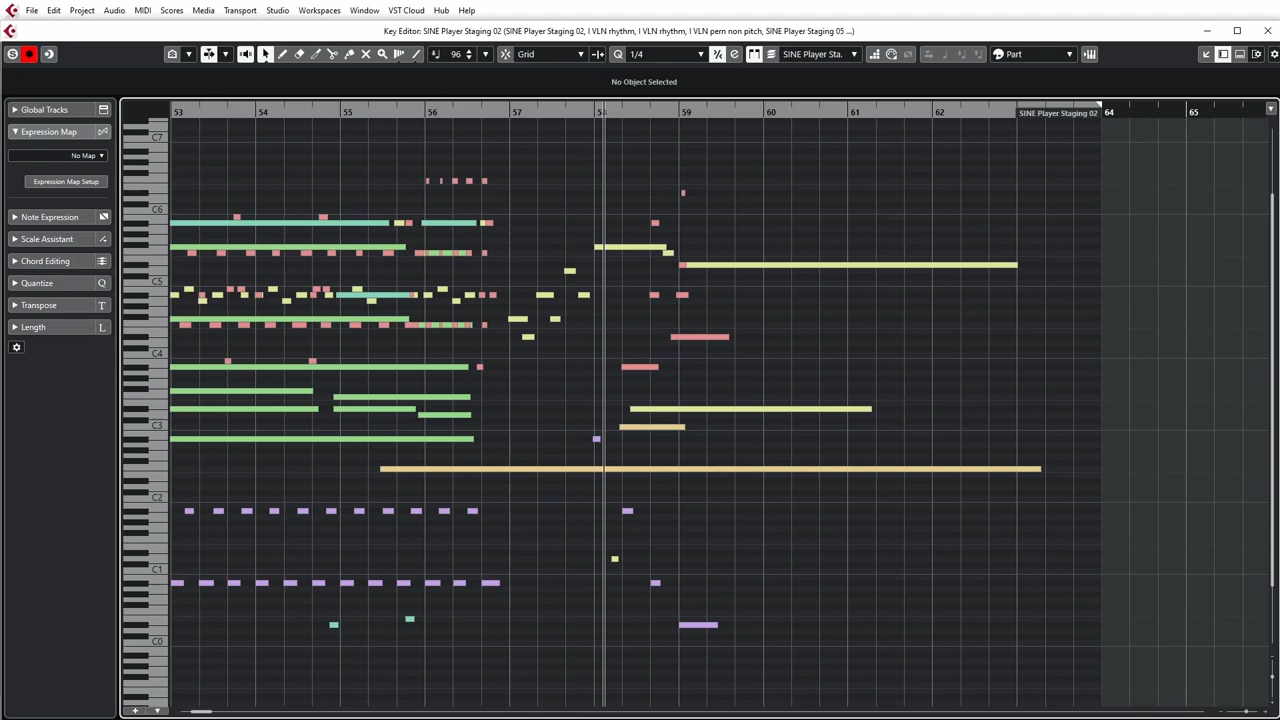 File Edit Project Audio MIDI Scores Media Transport Studio Workspaces Window VST Cloud Hub Help
Key Editor: SINE Player Staging 02 (SINE Player Staging 02, I VLN rhythm, I VLN rhythm, I VLN pern non pitch, SINE Player Staging 05 ...)
96 Grid 1/4 SINE Player Sta. Part
No Object Selected
Global Tracks
Expression Map
No Map
Expression Map Setup
Note Expression
Scale Assistant
Chord Editing
Quantize
Transpose
T
Length
L
53 54 55 56 57 58 59 60 61 62 SINE Player Staging 02 64 65
C7
C6
C5
C4
C3
C2
C1
C0